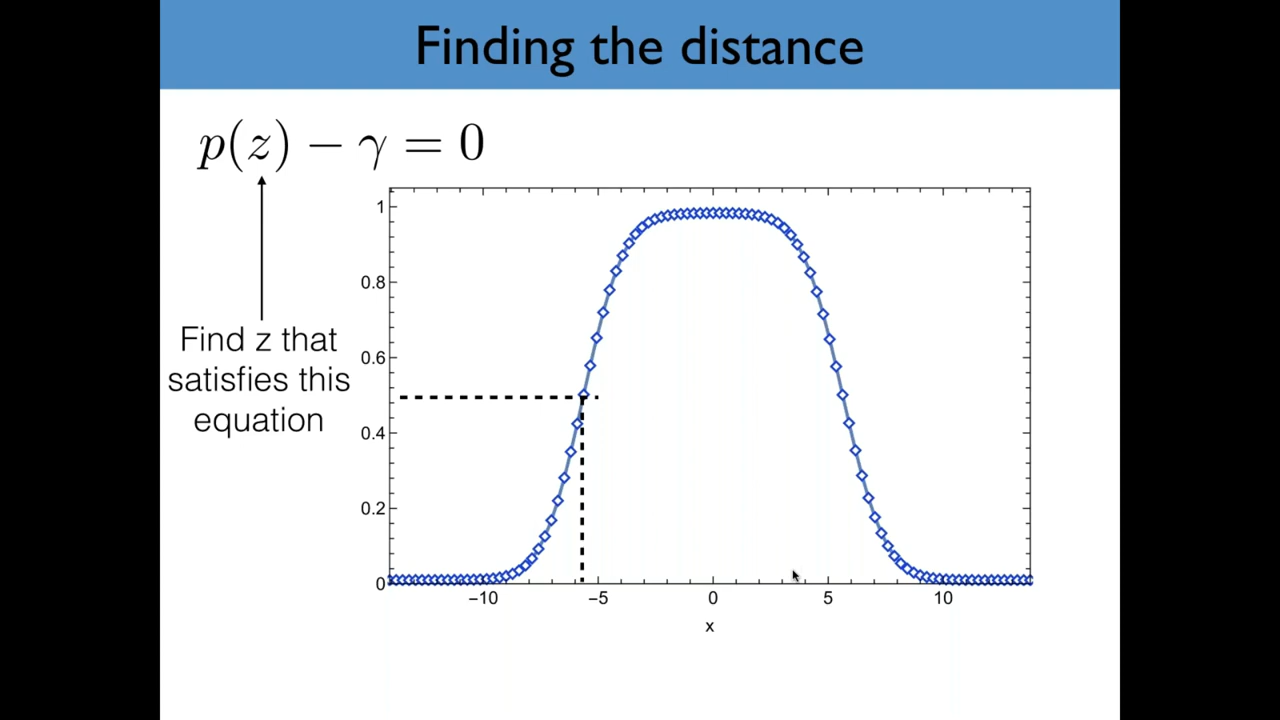 Finding the distance
p(z) − γ = 0
Find z that
satisfies this
equation
1
0.8
0.6
0.4
0.2
0
−10 −5 0 5 10
x